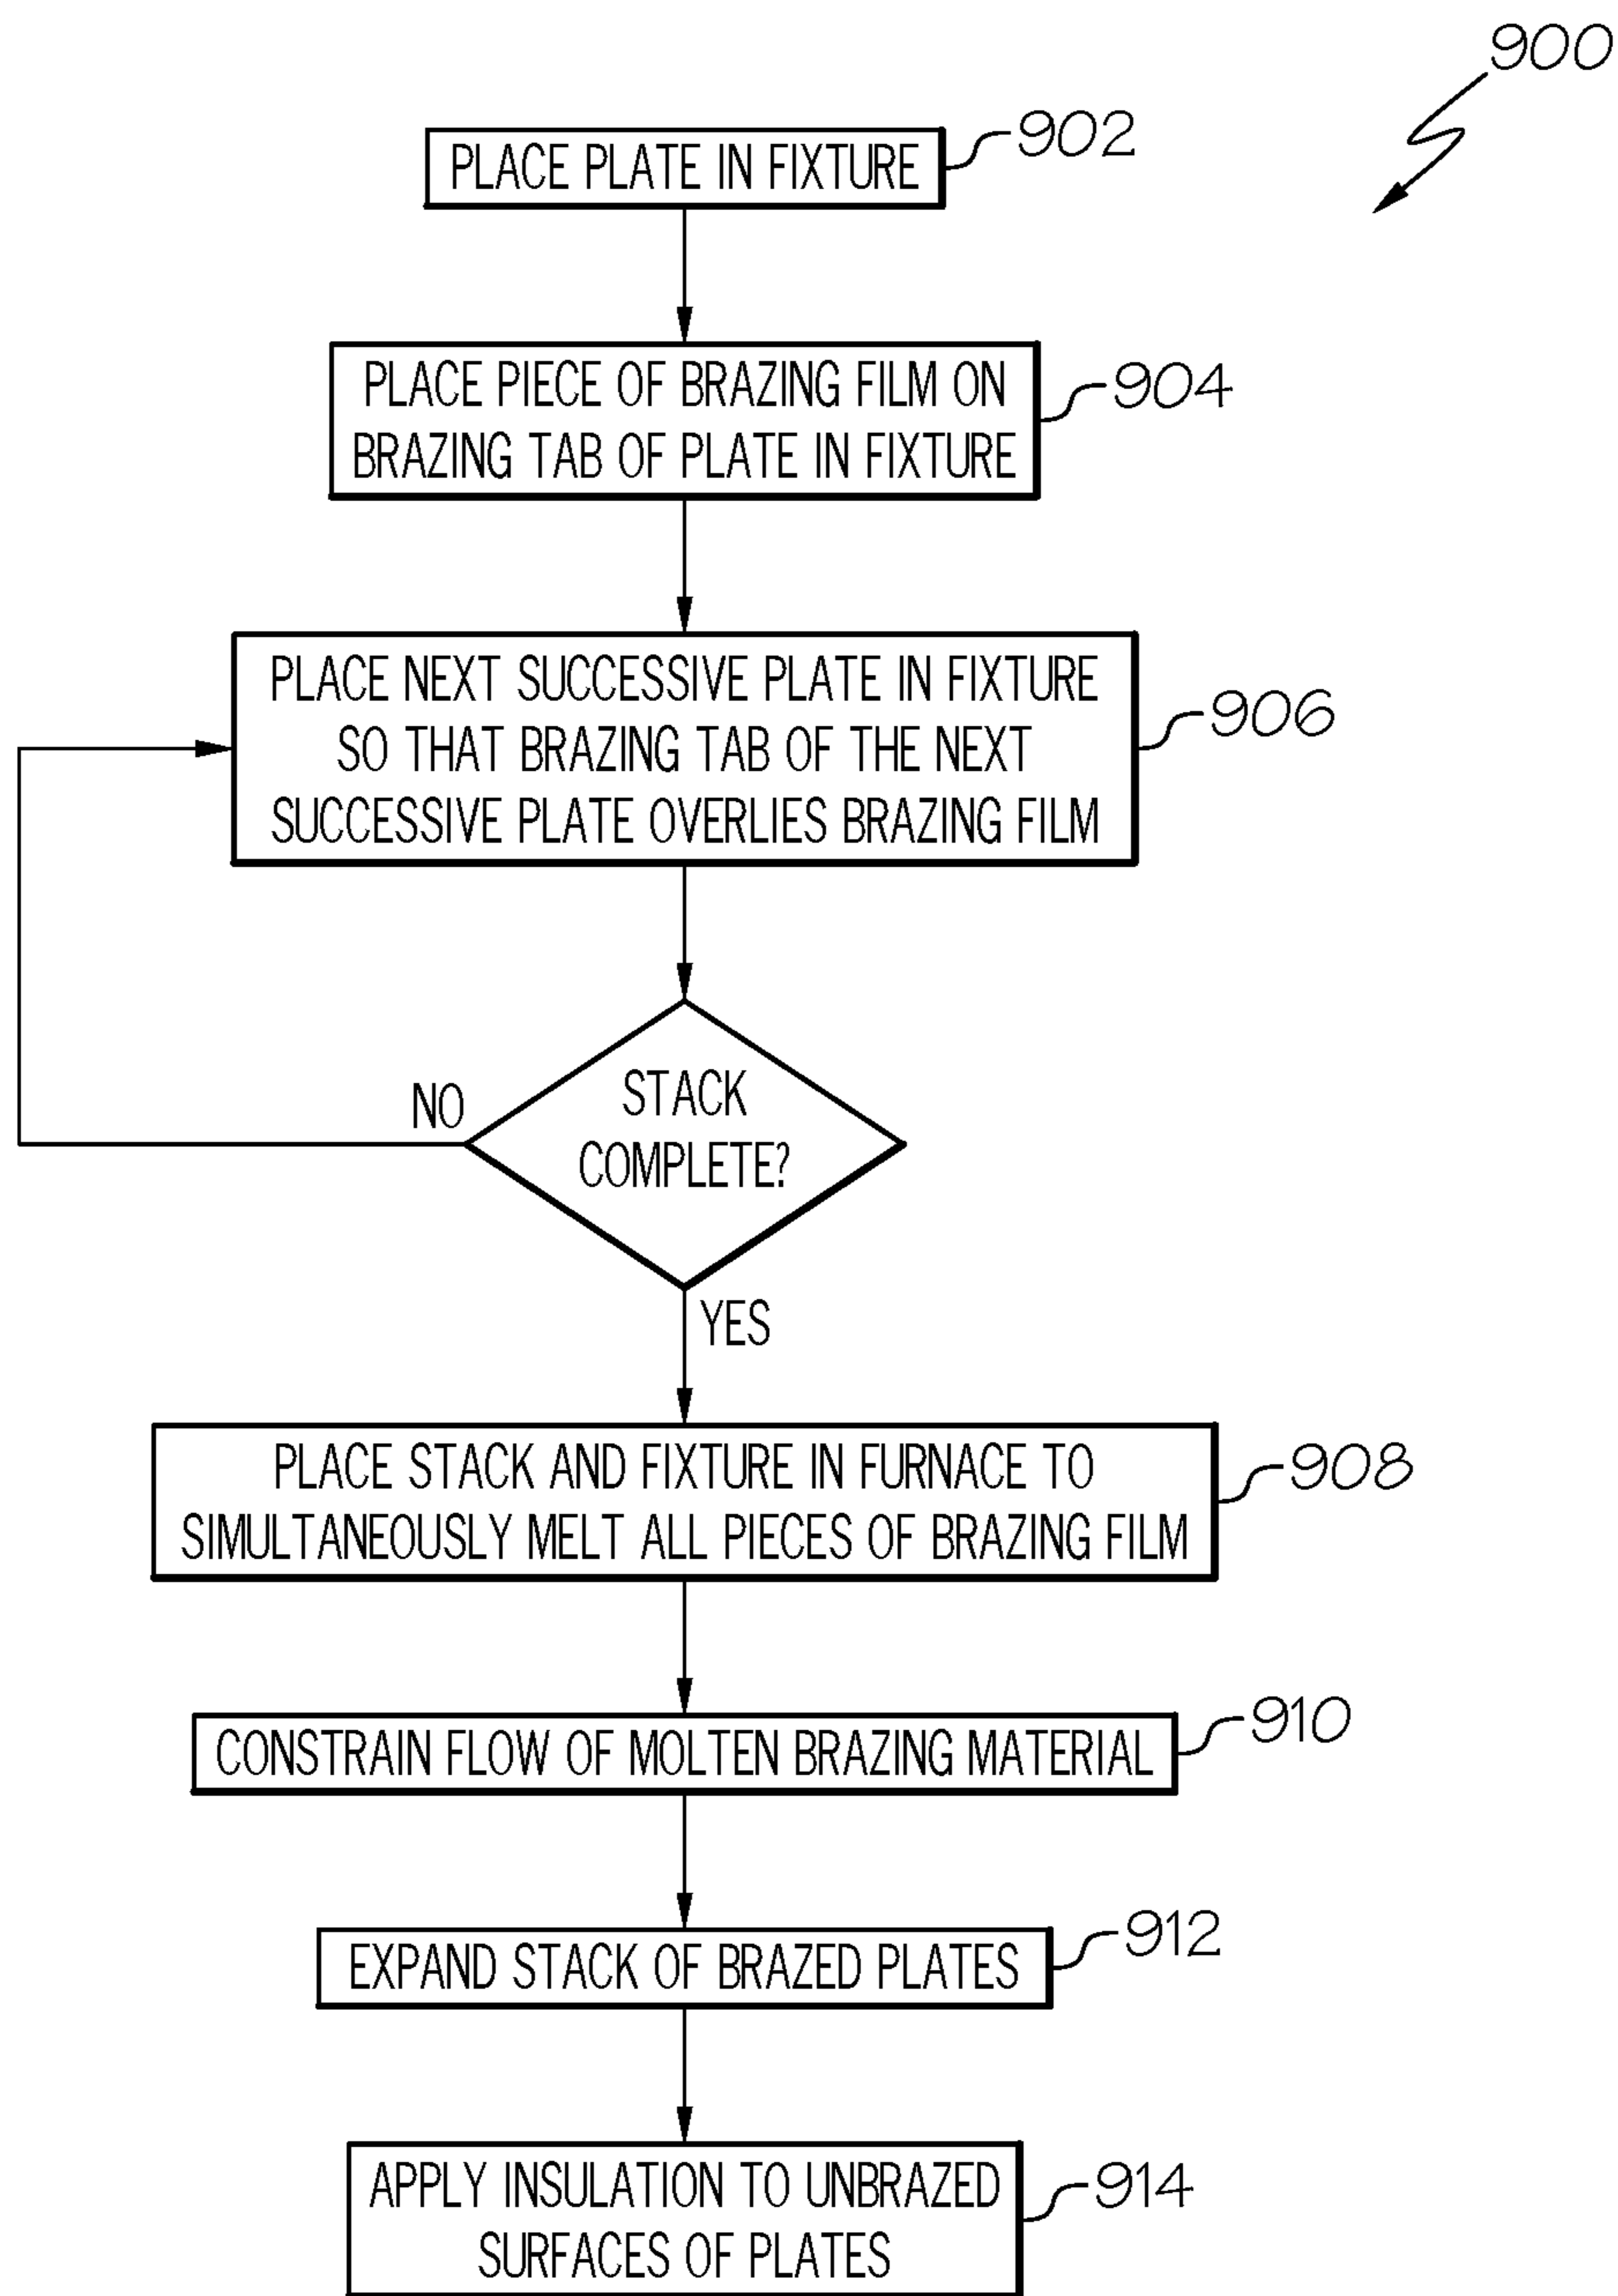 900
PLACE PLATE IN FIXTURE
902
PLACE PIECE OF BRAZING FILM ON
BRAZING TAB OF PLATE IN FIXTURE
904
PLACE NEXT SUCCESSIVE PLATE IN FIXTURE
SO THAT BRAZING TAB OF THE NEXT
SUCCESSIVE PLATE OVERLIES BRAZING FILM
906
STACK
COMPLETE?
NO
YES
PLACE STACK AND FIXTURE IN FURNACE TO
SIMULTANEOUSLY MELT ALL PIECES OF BRAZING FILM
908
CONSTRAIN FLOW OF MOLTEN BRAZING MATERIAL
910
EXPAND STACK OF BRAZED PLATES
912
APPLY INSULATION TO UNBRAZED
SURFACES OF PLATES
914